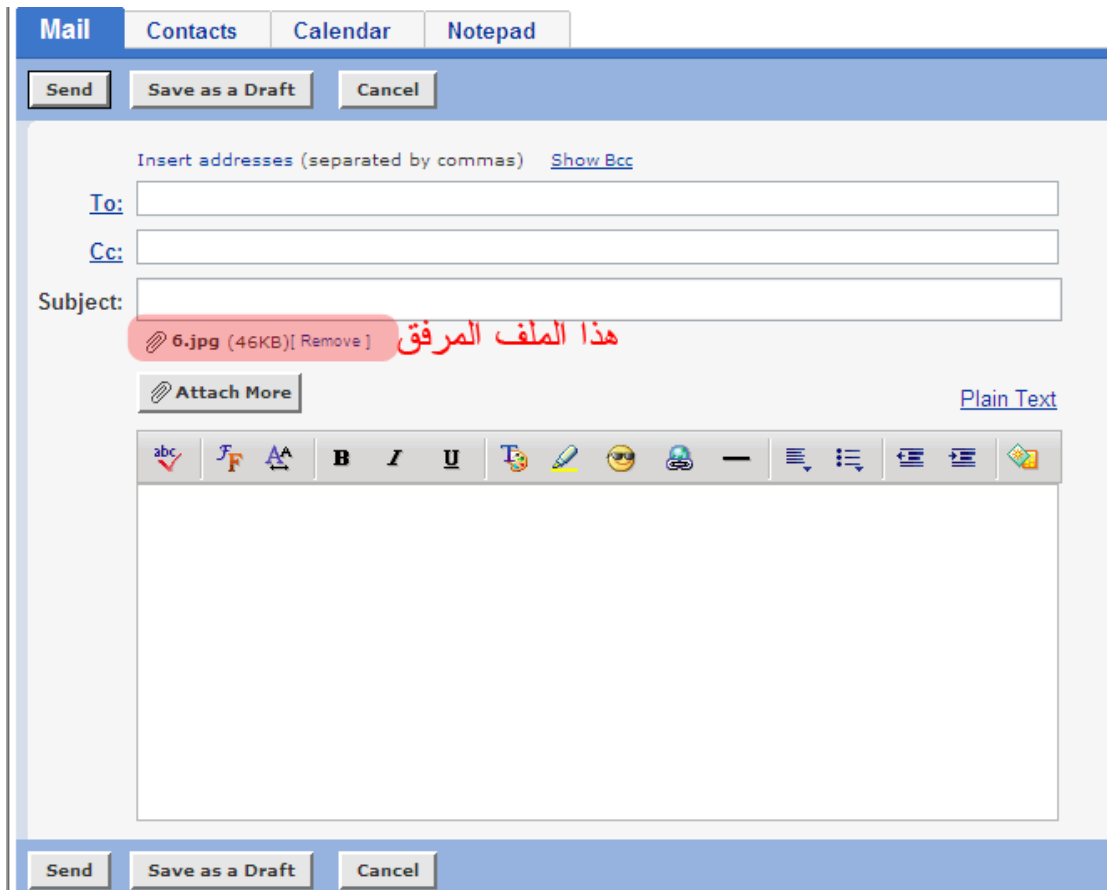 Mail Contacts Calendar Notepad
Send Save as a Draft Cancel
Insert addresses (separated by commas) Show Bcc
To:
Cc:
Subject:
6.jpg (46KB)[ Remove ] هذا الملف المرفق
Attach More
Plain Text
abc F F A A B I U T
Send Save as a Draft Cancel